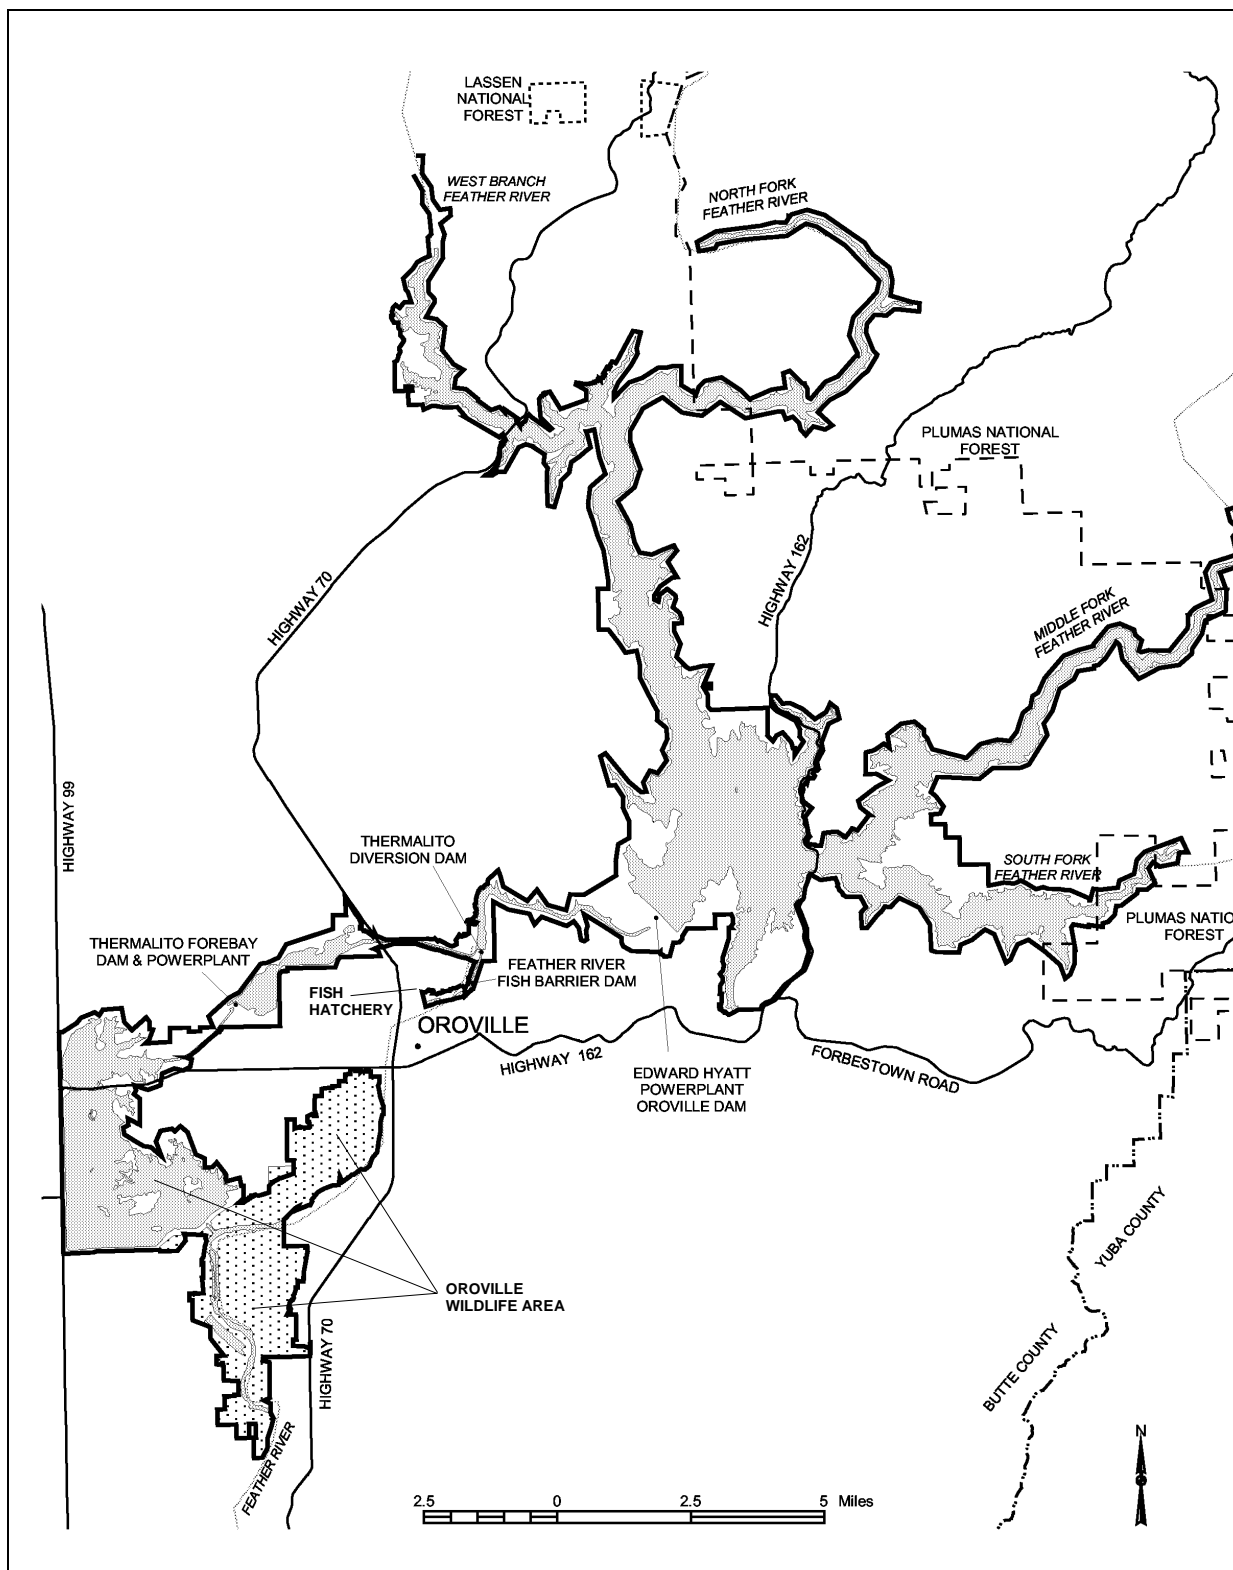 LASSEN
NATIONAL
FOREST
WEST BRANCH
FEATHER RIVER
NORTH FORK
FEATHER RIVER
PLUMAS NATIONAL
FOREST
HIGHWAY 162
HIGHWAY 70
MIDDLE FORK
FEATHER RIVER
HIGHWAY 99
THERMALITO
DIVERSION DAM
SOUTH FORK
FEATHER RIVER
PLUMAS NATIO
FOREST
THERMALITO FOREBAY
DAM & POWERPLANT
FEATHER RIVER
FISH BARRIER DAM
FISH
HATCHERY
OROVILLE
HIGHWAY 162
FORBESTOWN ROAD
EDWARD HYATT
POWERPLANT
OROVILLE DAM
YUBA COUNTY
BUTTE COUNTY
OROVILLE
WILDLIFE AREA
HIGHWAY 70
FEATHER RIVER
N
2.5 0 2.5 5 Miles